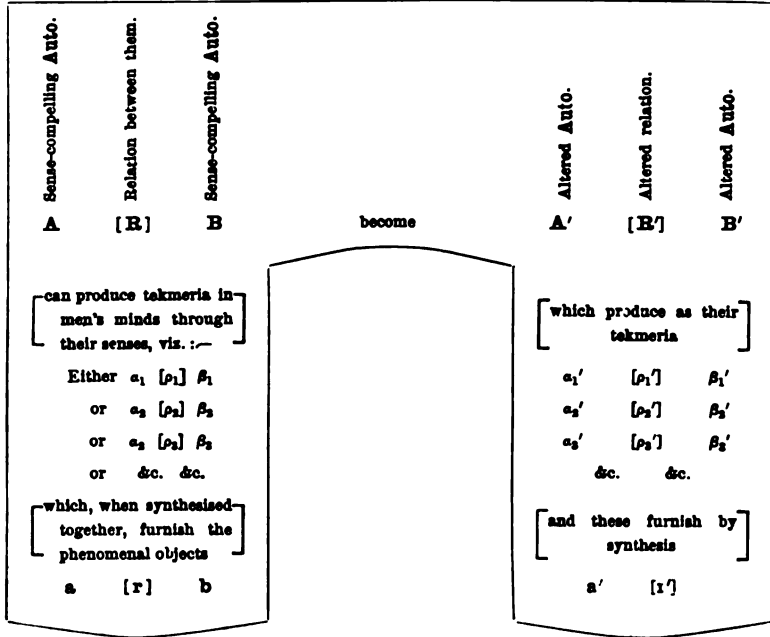 Sense-compelling Auto.
Relation between them.
Sense-compelling Auto.
Altered Auto.
Altered relation.
Altered Auto.
A [R] B become A′ [R′] B′
can produce tekmeria in
men's minds through
their senses, viz. :—
Either α₁ [ρ₁] β₁
or α₂ [ρ₂] β₂
or α₃ [ρ₃] β₃
or &c. &c.
which, when synthesised
together, furnish the
phenomenal objects
a [r] b
which produce as their
tekmeria
α₁′ [ρ₁′] β₁′
α₂′ [ρ₂′] β₂′
α₃′ [ρ₃′] β₃′
&c. &c.
and these furnish by
synthesis
a′ [r′]